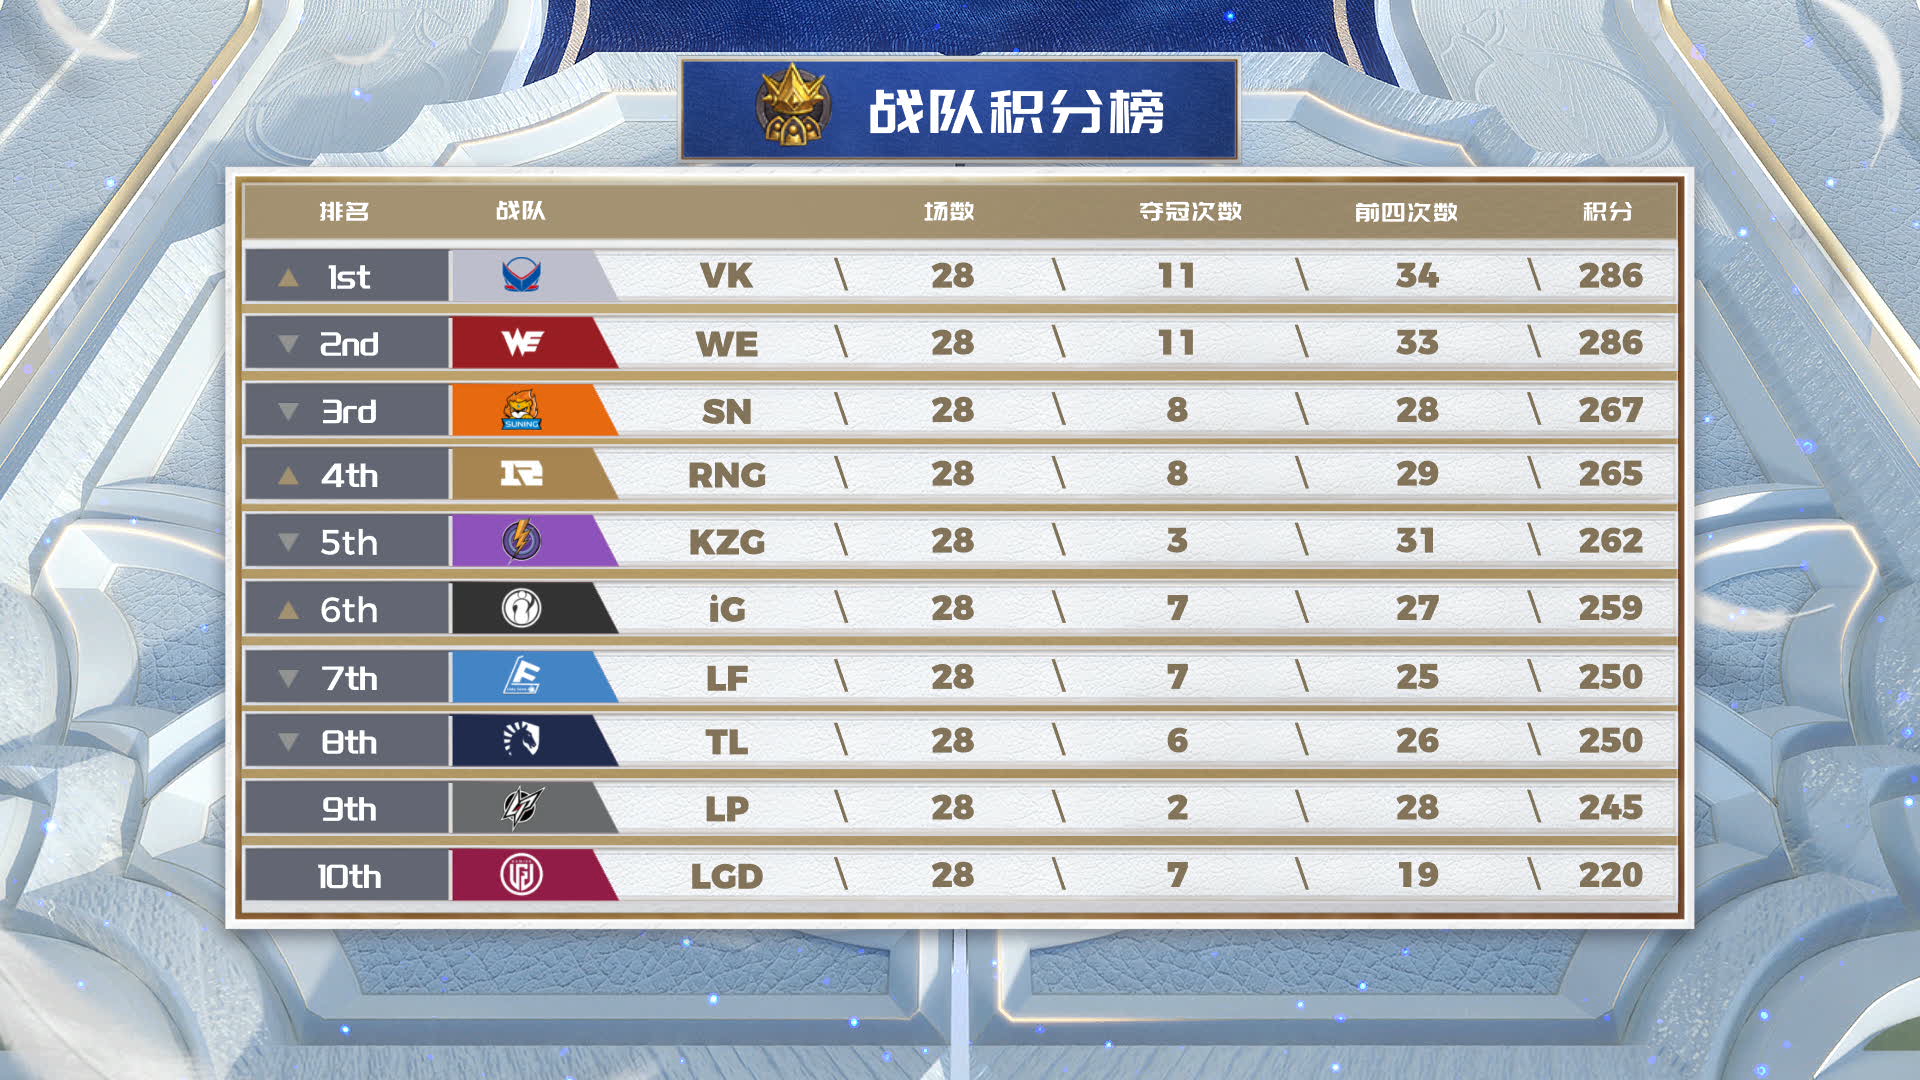 战队积分榜
排名 战队 场数 夺冠次数 前四次数 积分
1st VK \ 28 \ 11 \ 34 \ 286
2nd WE WE \ 28 \ 11 \ 33 \ 286
3rd SUNING SN \ 28 \ 8 \ 28 \ 267
4th RNG \ 28 \ 8 \ 29 \ 265
5th KZG \ 28 \ 3 \ 31 \ 262
6th iG \ 28 \ 7 \ 27 \ 259
7th LF \ 28 \ 7 \ 25 \ 250
8th TL \ 28 \ 6 \ 26 \ 250
9th LP \ 28 \ 2 \ 28 \ 245
10th LGD \ 28 \ 7 \ 19 \ 220